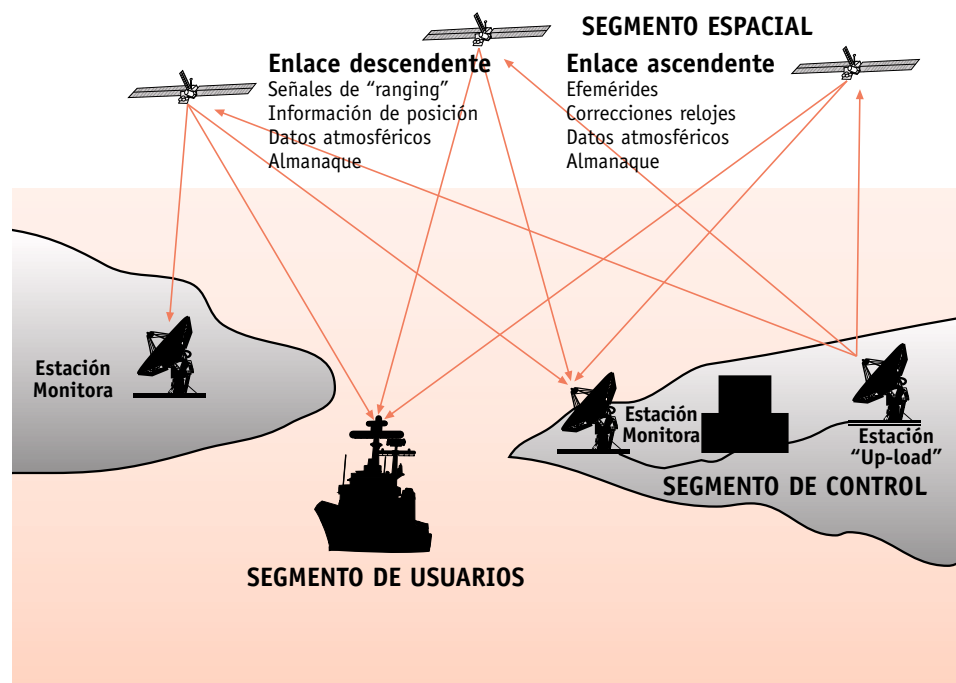 SEGMENTO ESPACIAL
Enlace descendente
Señales de “ranging”
Información de posición
Datos atmosféricos
Almanaque
Enlace ascendente
Efemérides
Correcciones relojes
Datos atmosféricos
Almanaque
Estación
Monitora
Estación
Monitora
Estación
“Up-load”
SEGMENTO DE CONTROL
SEGMENTO DE USUARIOS